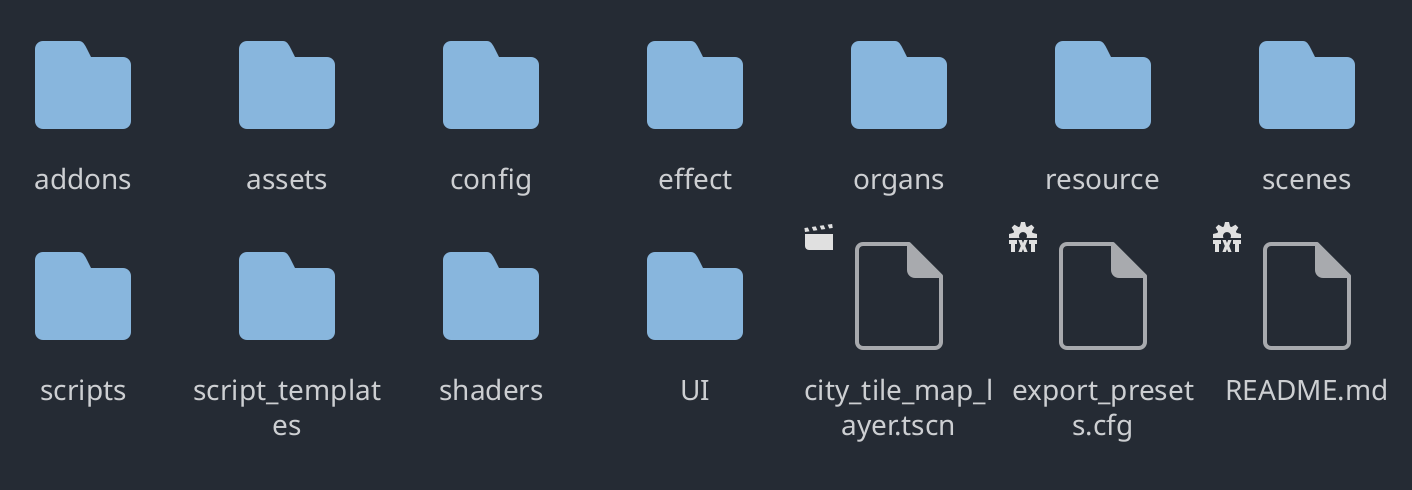 addons assets config effect organs resource scenes
TXT TXT
scripts script_templat shaders UI city_tile_map_l export_preset README.md
es ayer.tscn s.cfg